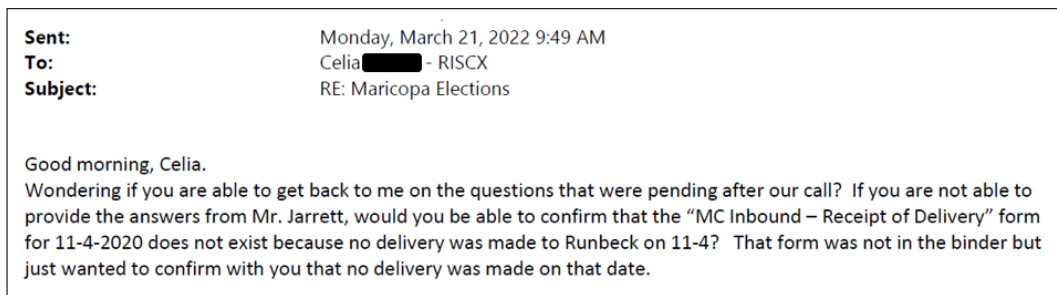 Sent: Monday, March 21, 2022 9:49 AM
To: Celia - RISCX
Subject: RE: Maricopa Elections
Good morning, Celia.
Wondering if you are able to get back to me on the questions that were pending after our call? If you are not able to
provide the answers from Mr. Jarrett, would you be able to confirm that the “MC Inbound – Receipt of Delivery” form
for 11-4-2020 does not exist because no delivery was made to Runbeck on 11-4? That form was not in the binder but
just wanted to confirm with you that no delivery was made on that date.